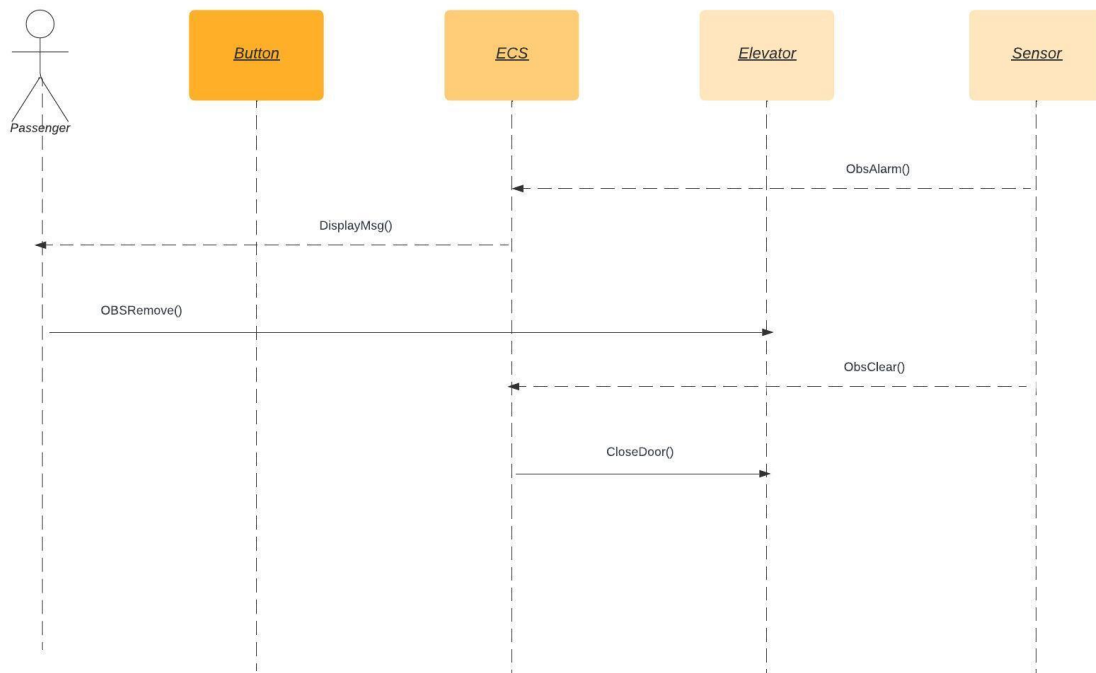 Button
ECS
Elevator
Sensor
Passenger
ObsAlarm()
DisplayMsg()
OBSRemove()
ObsClear()
CloseDoor()